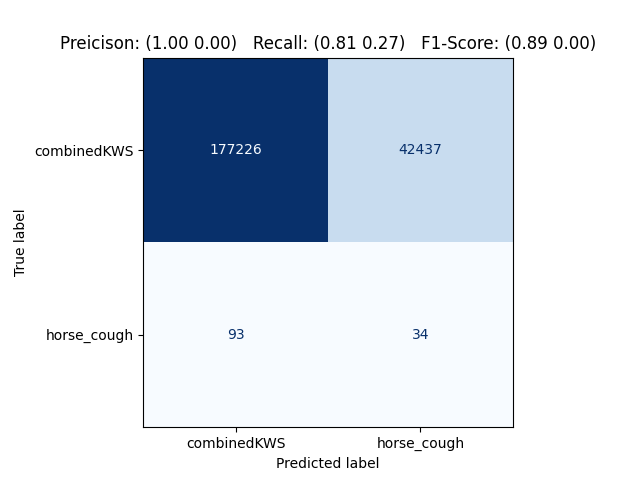 Preicison: (1.00 0.00)   Recall: (0.81 0.27)   F1-Score: (0.89 0.00)
combinedKWS
177226
42437
True label
horse_cough
93
34
combinedKWS
horse_cough
Predicted label